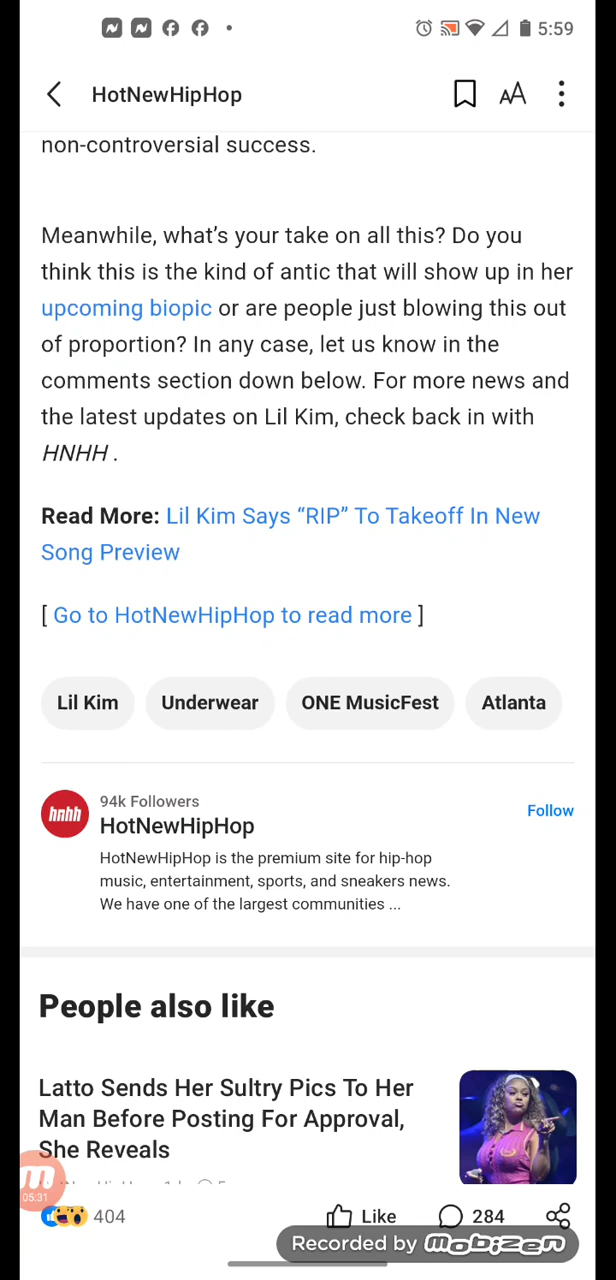 5:59
HotNewHipHop
AA
non-controversial success.
Meanwhile, what’s your take on all this? Do you
think this is the kind of antic that will show up in her
upcoming biopic or are people just blowing this out
of proportion? In any case, let us know in the
comments section down below. For more news and
the latest updates on Lil Kim, check back in with
HNHH .
Read More: Lil Kim Says “RIP” To Takeoff In New
Song Preview
[ Go to HotNewHipHop to read more ]
Lil Kim Underwear ONE MusicFest Atlanta
94k Followers
hnhh
HotNewHipHop
Follow
HotNewHipHop is the premium site for hip-hop
music, entertainment, sports, and sneakers news.
We have one of the largest communities ...
People also like
Latto Sends Her Sultry Pics To Her
Man Before Posting For Approval,
She Reveals
05:31
404 Like 284
Recorded by mobizen